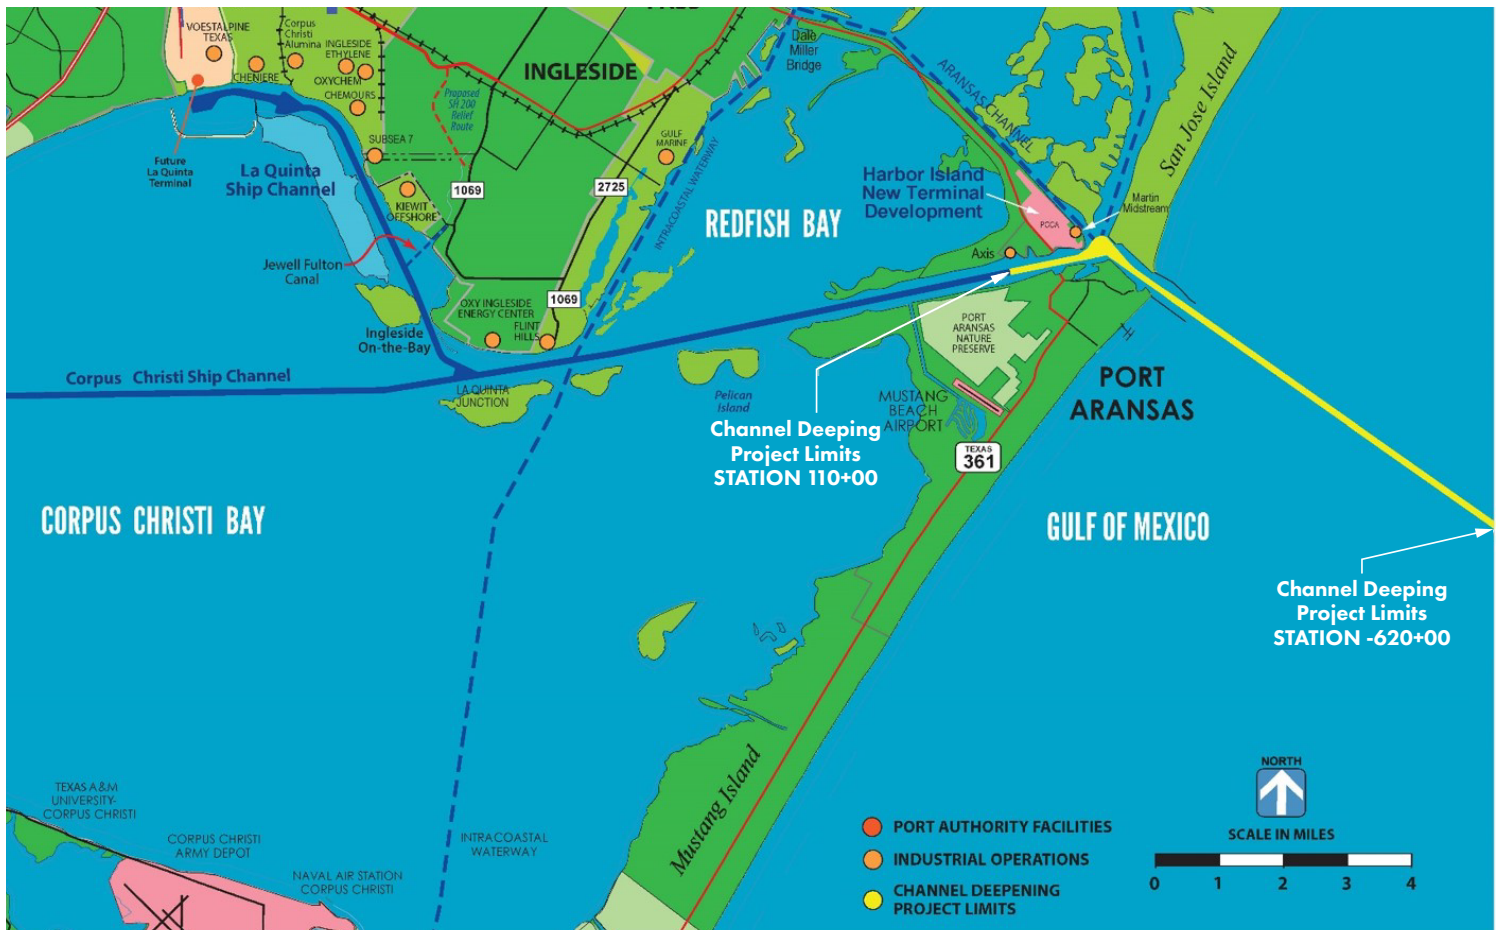 VOESTALPINE
TEXAS
Corpus
Christi
Alumina
INGLESIDE
ETHYLENE
CHENIERE
OXYCHEM
CHEMOURS
INGLESIDE
Proposed
SH 200
Relief
Route
Dale
Miller
Bridge
ARANSAS CHANNEL
San Jose Island
SUBSEA 7
GULF
MARINE
INTRACOASTAL WATERWAY
Future
La Quinta
Terminal
La Quinta
Ship Channel
KIEWIT
OFFSHORE
1069
2725
REDFISH BAY
Harbor Island
New Terminal
Development
PCCA
Martin
Midstream
Axis
Jewell Fulton
Canal
OXY INGLESIDE
ENERGY CENTER
FLINT
HILLS
1069
Ingleside
On-the-Bay
PORT
ARANSAS
NATURE
PRESERVE
Corpus Christi Ship Channel
LA QUINTA
JUNCTION
Pelican
Island
MUSTANG
BEACH
AIRPORT
PORT
ARANSAS
Channel Deeping
Project Limits
STATION 110+00
TEXAS
361
CORPUS CHRISTI BAY
GULF OF MEXICO
Channel Deeping
Project Limits
STATION -620+00
Mustang Island
TEXAS A&M
UNIVERSITY-
CORPUS CHRISTI
CORPUS CHRISTI
ARMY DEPOT
NAVAL AIR STATION
CORPUS CHRISTI
INTRACOASTAL
WATERWAY
PORT AUTHORITY FACILITIES
INDUSTRIAL OPERATIONS
CHANNEL DEEPENING
PROJECT LIMITS
NORTH
SCALE IN MILES
0 1 2 3 4